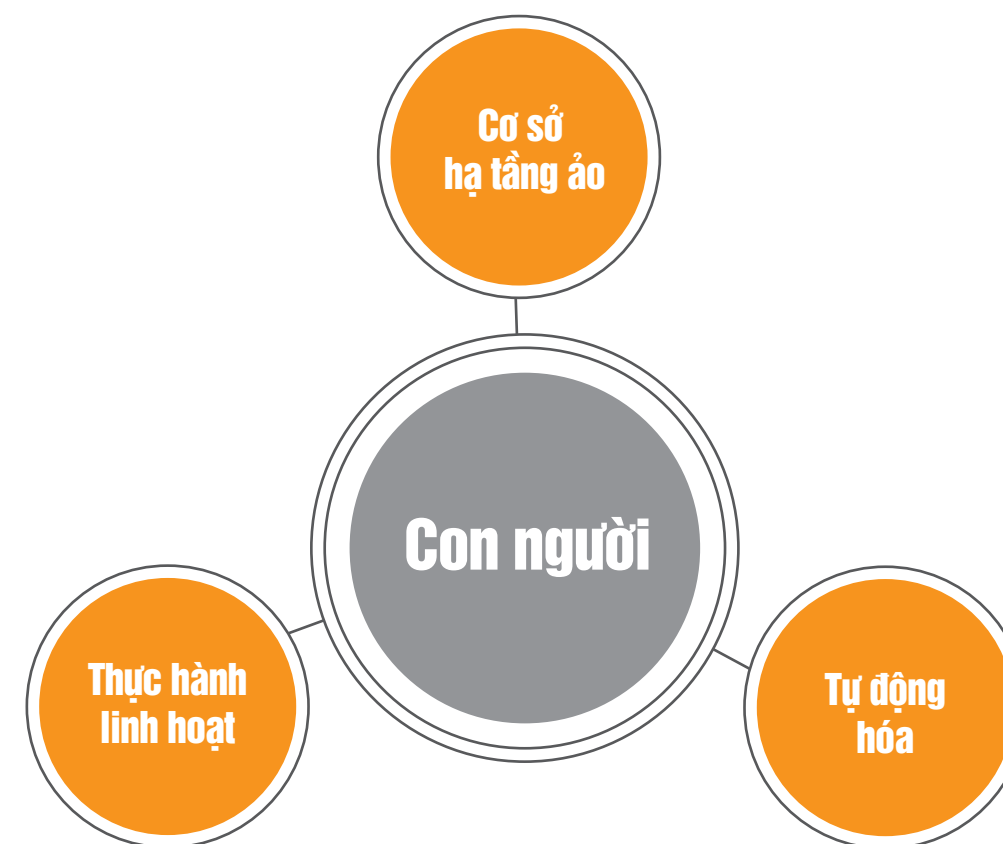 Cơ sở
hạ tầng ảo
Con người
Thực hành
linh hoạt
Tự động
hóa